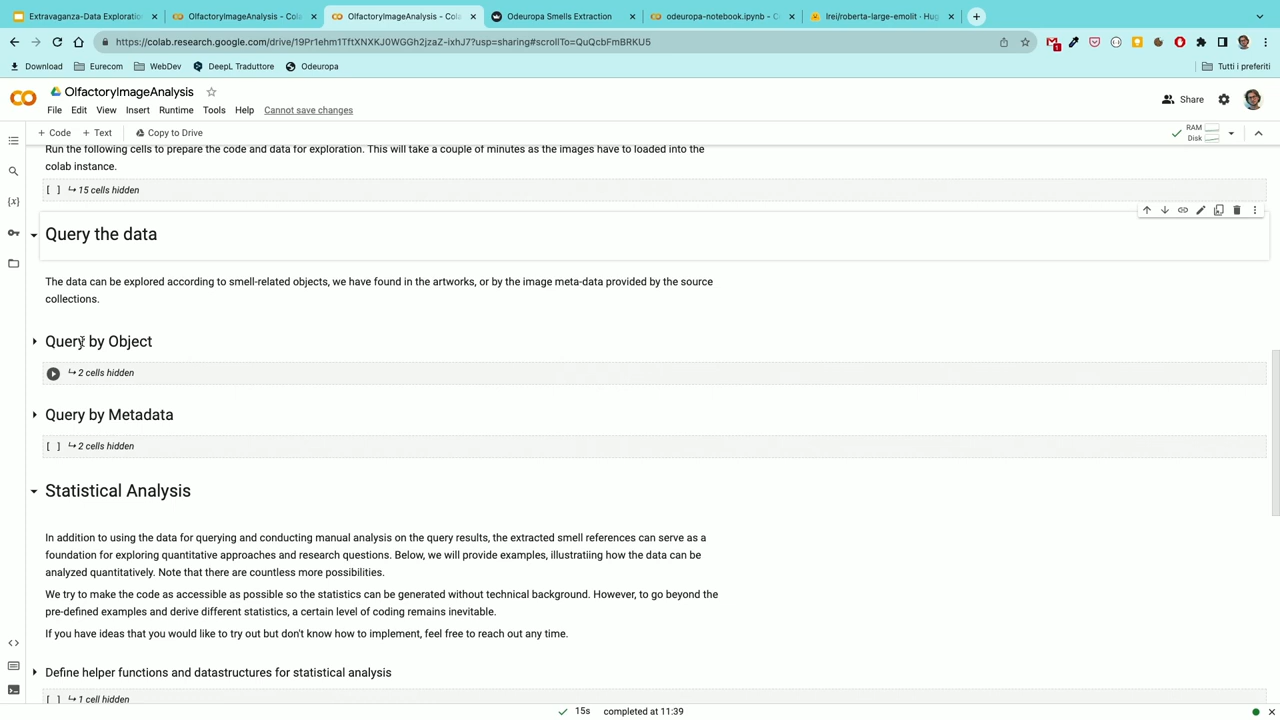 Extravaganza-Data Exploratio
OlfactoryImageAnalysis - Cola
OlfactoryImageAnalysis - Cola
Odeuropa Smells Extraction
odeuropa-notebook.ipynb - C
Irei/roberta-large-emolit · Hug
https://colab.research.google.com/drive/19Pr1ehm1TftXNXKJ0WGGh2jzaZ-ixhJ7?usp=sharing#scrollTo=QuQcbFmBRKU5
Download Eurecom WebDev DeepL Traduttore Odeuropa Tutti i preferiti
OlfactoryImageAnalysis
File Edit View Insert Runtime Tools Help Cannot save changes
Share
+ Code + Text Copy to Drive
RAM
Disk
Run the following cells to prepare the code and data for exploration. This will take a couple of minutes as the images have to loaded into the
colab instance.
[ ] 15 cells hidden
Query the data
The data can be explored according to smell-related objects, we have found in the artworks, or by the image meta-data provided by the source
collections.
Query by Object
2 cells hidden
Query by Metadata
[ ] 2 cells hidden
Statistical Analysis
In addition to using the data for querying and conducting manual analysis on the query results, the extracted smell references can serve as a
foundation for exploring quantitative approaches and research questions. Below, we will provide examples, illustratiing how the data can be
analyzed quantitatively. Note that there are countless more possibilities.
We try to make the code as accessible as possible so the statistics can be generated without technical background. However, to go beyond the
pre-defined examples and derive different statistics, a certain level of coding remains inevitable.
If you have ideas that you would like to try out but don't know how to implement, feel free to reach out any time.
Define helper functions and datastructures for statistical analysis
[ ] 1 cell hidden
15s completed at 11:39